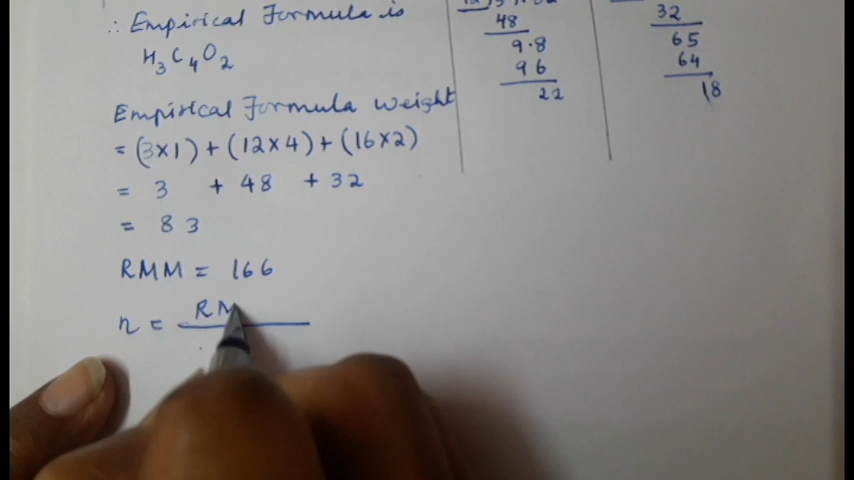 ∴ Empirical Formula is
H3C4O2
Empirical Formula weight
= (3×1) + (12×4) + (16×2)
= 3 + 48 + 32
= 83
RMM = 166
n = RM
48
9.8
96
22
32
65
64
18